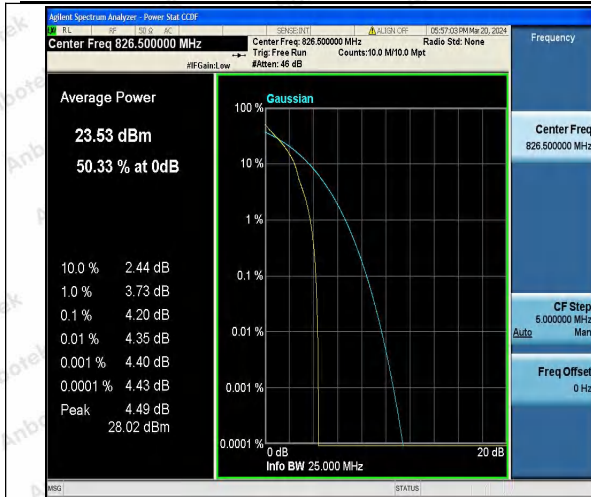 Agilent Spectrum Analyzer - Power Stat CCDF
RL RF 50 Ω AC SENSE:INT ALIGN OFF 05:57:03 PM Mar 20, 2024
Center Freq 826.500000 MHz
Center Freq: 826.500000 MHz Radio Std: None
Trig: Free Run Counts:10.0 M/10.0 Mpt
#IFGain:Low #Atten: 46 dB
Frequency
Average Power
23.53 dBm
50.33 % at 0dB
10.0 % 2.44 dB
1.0 % 3.73 dB
0.1 % 4.20 dB
0.01 % 4.35 dB
0.001 % 4.40 dB
0.0001 % 4.43 dB
Peak 4.49 dB
28.02 dBm
Gaussian
100 %
10 %
1 %
0.1 %
0.01 %
0.001 %
0.0001 %
0 dB 20 dB
Info BW 25.000 MHz
Center Freq
826.500000 MHz
CF Step
5.000000 MHz
Auto Man
Freq Offset
0 Hz
MSG STATUS